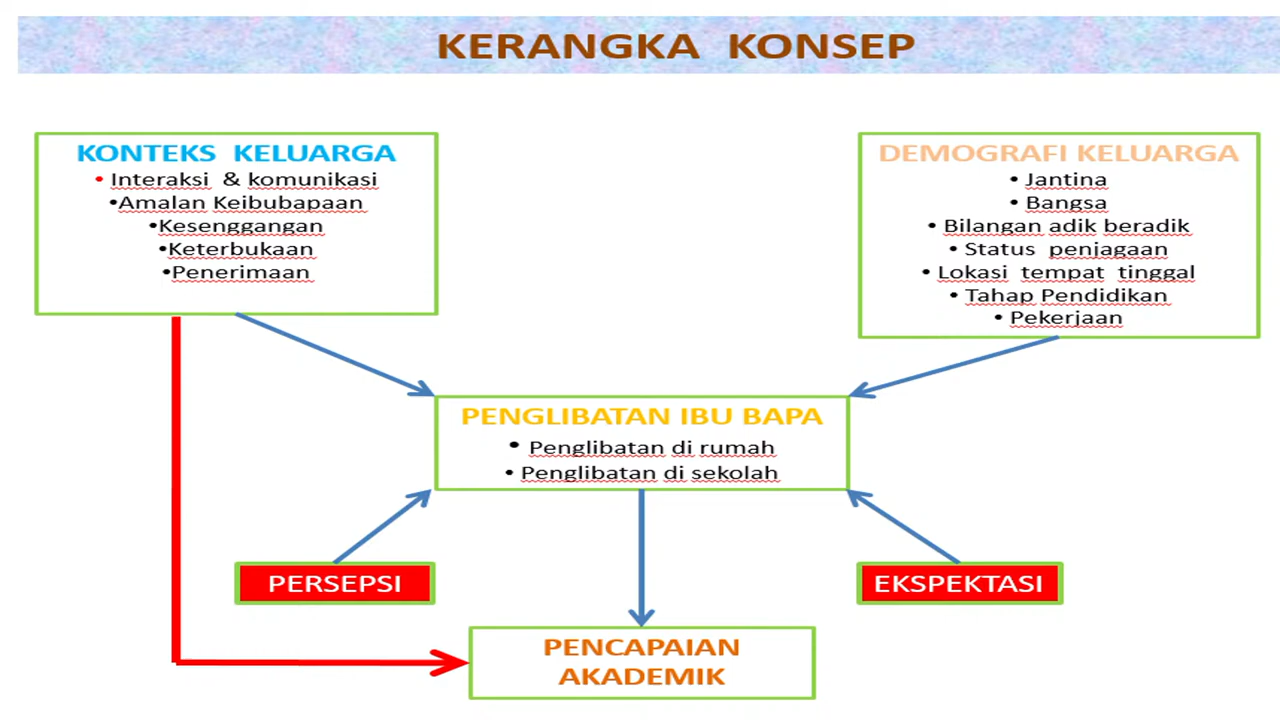 KERANGKA KONSEP
KONTEKS KELUARGA
• Interaksi & komunikasi
•Amalan Keibubapaan
•Kesenggangan
•Keterbukaan
•Penerimaan
DEMOGRAFI KELUARGA
• Jantina
• Bangsa
• Bilangan adik beradik
• Status penjagaan
• Lokasi tempat tinggal
• Tahap Pendidikan
• Pekerjaan
PENGLIBATAN IBU BAPA
• Penglibatan di rumah
• Penglibatan di sekolah
PERSEPSI
EKSPEKTASI
PENCAPAIAN
AKADEMIK